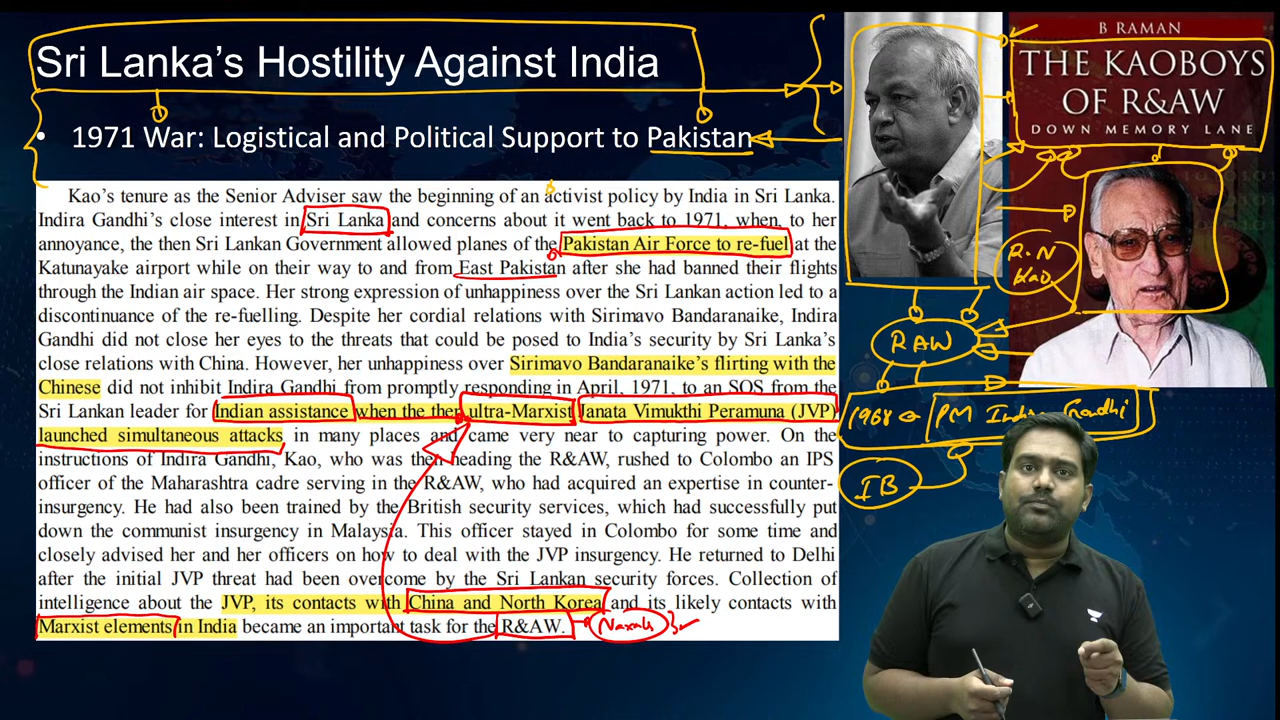 Sri Lanka's Hostility Against India
• 1971 War: Logistical and Political Support to Pakistan
Kao's tenure as the Senior Adviser saw the beginning of an activist policy by India in Sri Lanka.
Indira Gandhi's close interest in Sri Lanka and concerns about it went back to 1971, when, to her
annoyance, the then Sri Lankan Government allowed planes of the Pakistan Air Force to re-fuel at the
Katunayake airport while on their way to and from East Pakistan after she had banned their flights
through the Indian air space. Her strong expression of unhappiness over the Sri Lankan action led to a
discontinuance of the re-fuelling. Despite her cordial relations with Sirimavo Bandaranaike, Indira
Gandhi did not close her eyes to the threats that could be posed to India's security by Sri Lanka's
close relations with China. However, her unhappiness over Sirimavo Bandaranaike's flirting with the
Chinese did not inhibit Indira Gandhi from promptly responding in April, 1971, to an SOS from the
Sri Lankan leader for Indian assistance when the then ultra-Marxist Janata Vimukthi Peramuna (JVP)
launched simultaneous attacks in many places and came very near to capturing power. On the
instructions of Indira Gandhi, Kao, who was then heading the R&AW, rushed to Colombo an IPS
officer of the Maharashtra cadre serving in the R&AW, who had acquired an expertise in counter-
insurgency. He had also been trained by the British security services, which had successfully put
down the communist insurgency in Malaysia. This officer stayed in Colombo for some time and
closely advised her and her officers on how to deal with the JVP insurgency. He returned to Delhi
after the initial JVP threat had been overcome by the Sri Lankan security forces. Collection of
intelligence about the JVP, its contacts with China and North Korea and its likely contacts with
Marxist elements in India became an important task for the R&AW.
Naxals
B RAMAN
THE KAOBOYS
OF R&AW
DOWN MEMORY LANE
R.N
Kao
RAW
1968 PM Indira Gandhi
IB